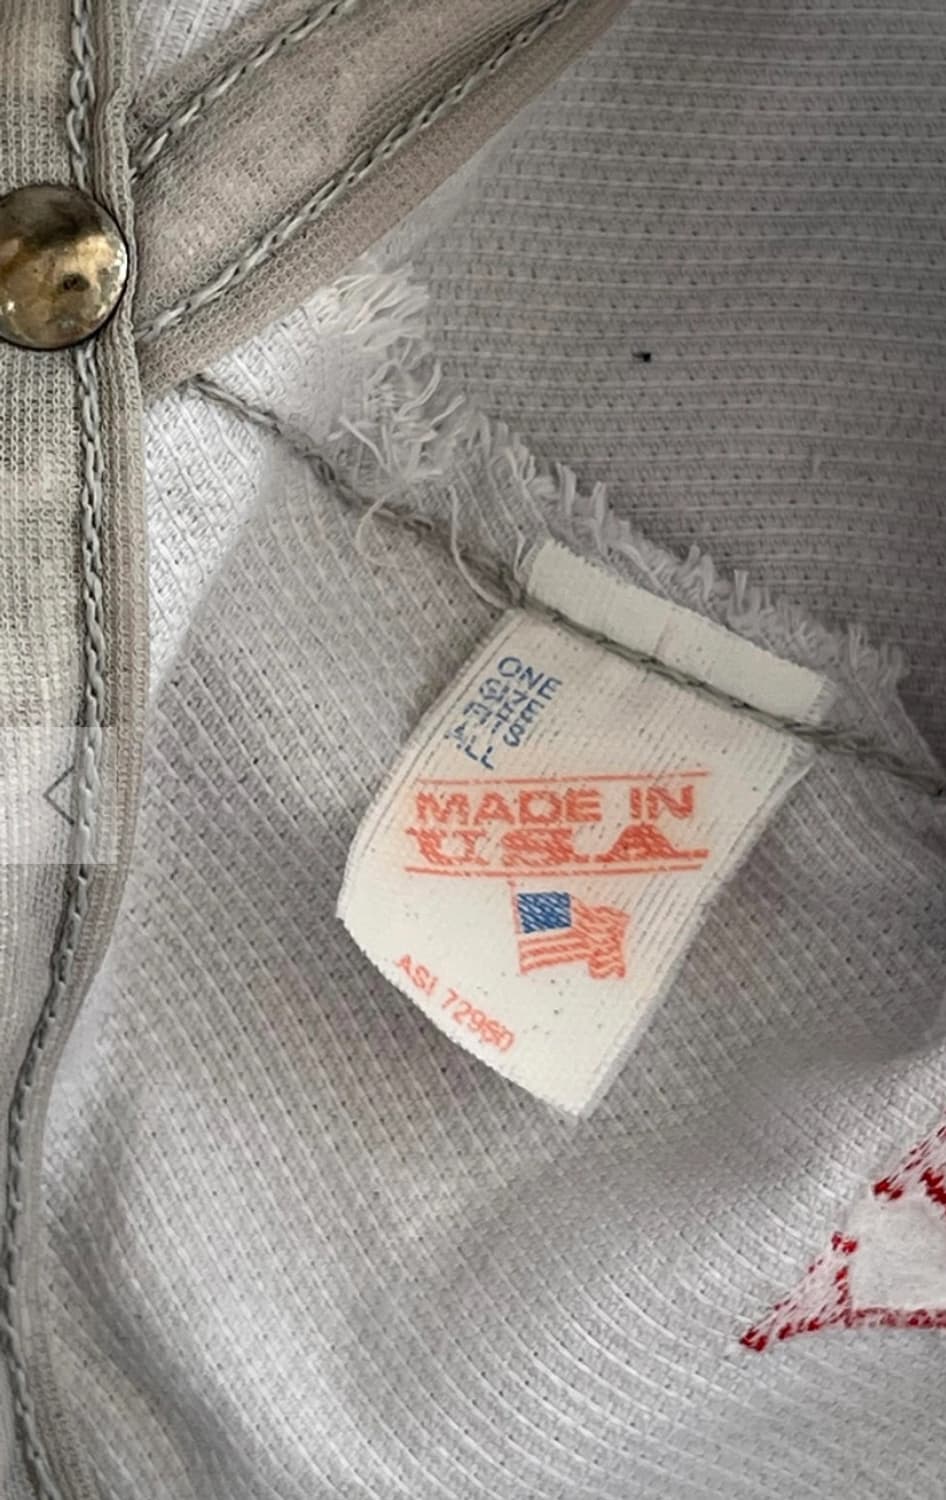 ONE
SIZE
FITS
ALL
MADE IN
U.S.A.
ASI 72960